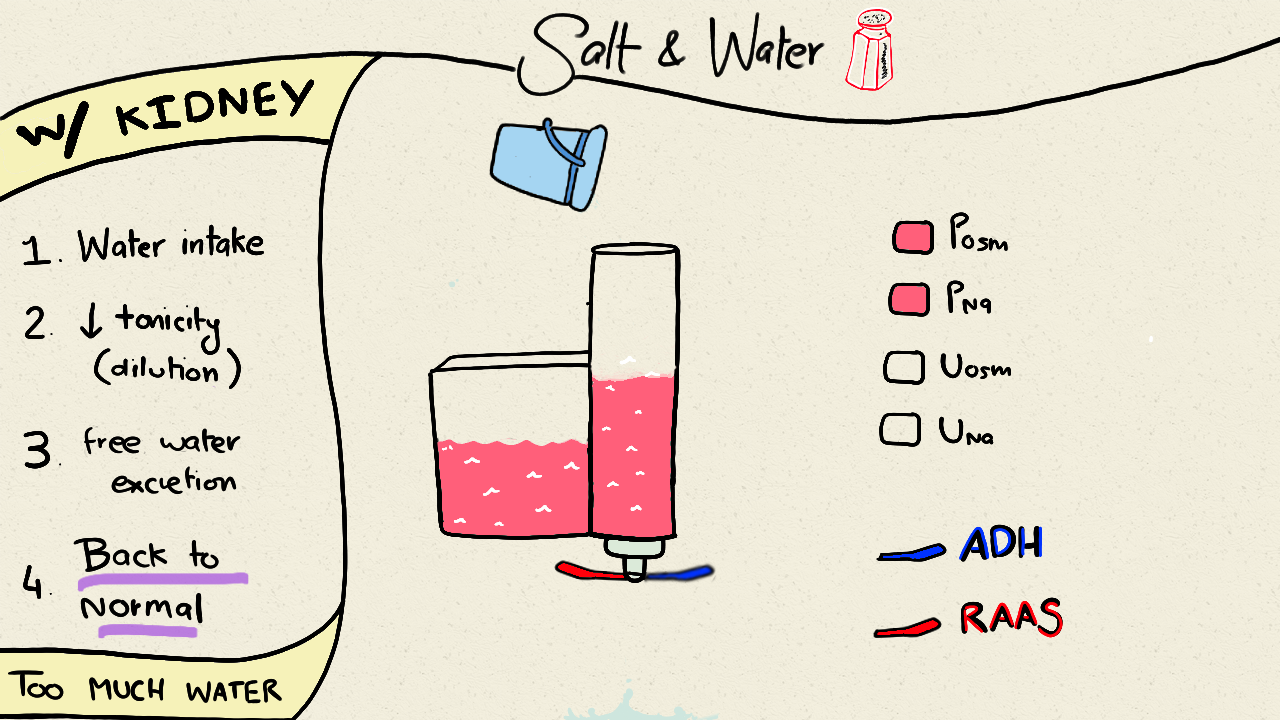 Salt & Water
W/ KIDNEY
1. Water intake
2. ↓ tonicity
(dilution)
3. free water
excretion
4. Back to
Normal
TOO MUCH WATER
Posm
PNa
Uosm
UNa
ADH
RAAS